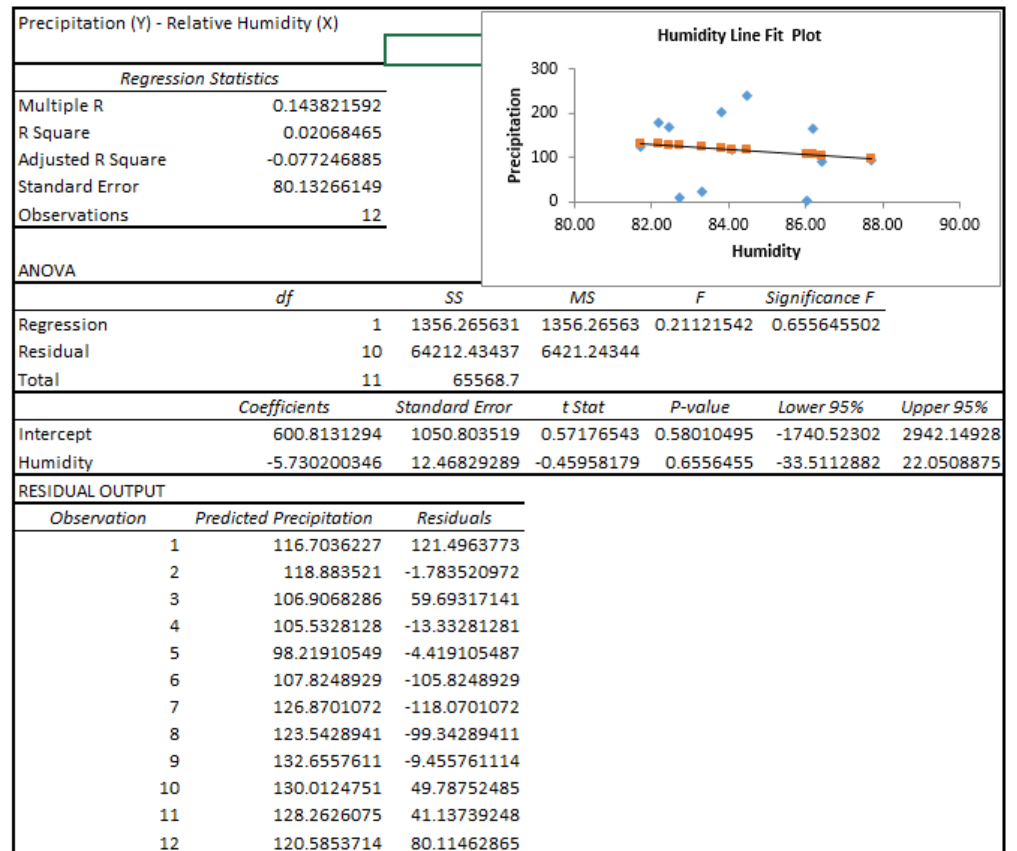 Precipitation (Y) - Relative Humidity (X)
Regression Statistics
Multiple R 0.143821592
R Square 0.02068465
Adjusted R Square -0.077246885
Standard Error 80.13266149
Observations 12
Humidity Line Fit Plot
Precipitation
300
200
100
0
80.00 82.00 84.00 86.00 88.00 90.00
Humidity
ANOVA
df SS MS F Significance F
Regression 1 1356.265631 1356.26563 0.21121542 0.655645502
Residual 10 64212.43437 6421.24344
Total 11 65568.7
Coefficients Standard Error t Stat P-value Lower 95% Upper 95%
Intercept 600.8131294 1050.803519 0.57176543 0.58010495 -1740.52302 2942.14928
Humidity -5.730200346 12.46829289 -0.45958179 0.6556455 -33.5112882 22.0508875
RESIDUAL OUTPUT
Observation Predicted Precipitation Residuals
1 116.7036227 121.4963773
2 118.883521 -1.783520972
3 106.9068286 59.69317141
4 105.5328128 -13.33281281
5 98.21910549 -4.419105487
6 107.8248929 -105.8248929
7 126.8701072 -118.0701072
8 123.5428941 -99.34289411
9 132.6557611 -9.455761114
10 130.0124751 49.78752485
11 128.2626075 41.13739248
12 120.5853714 80.11462865